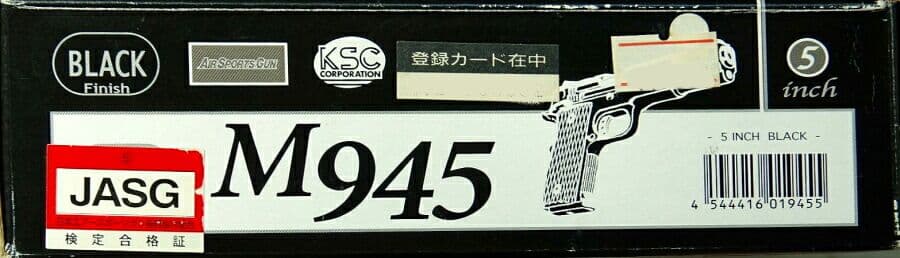 BLACK
Finish
AIRSPORTSGUN
KSC
CORPORATION
登録カード在中
5
inch
M945
- 5 INCH BLACK -
4 544416 019455
JASG
検定合格証